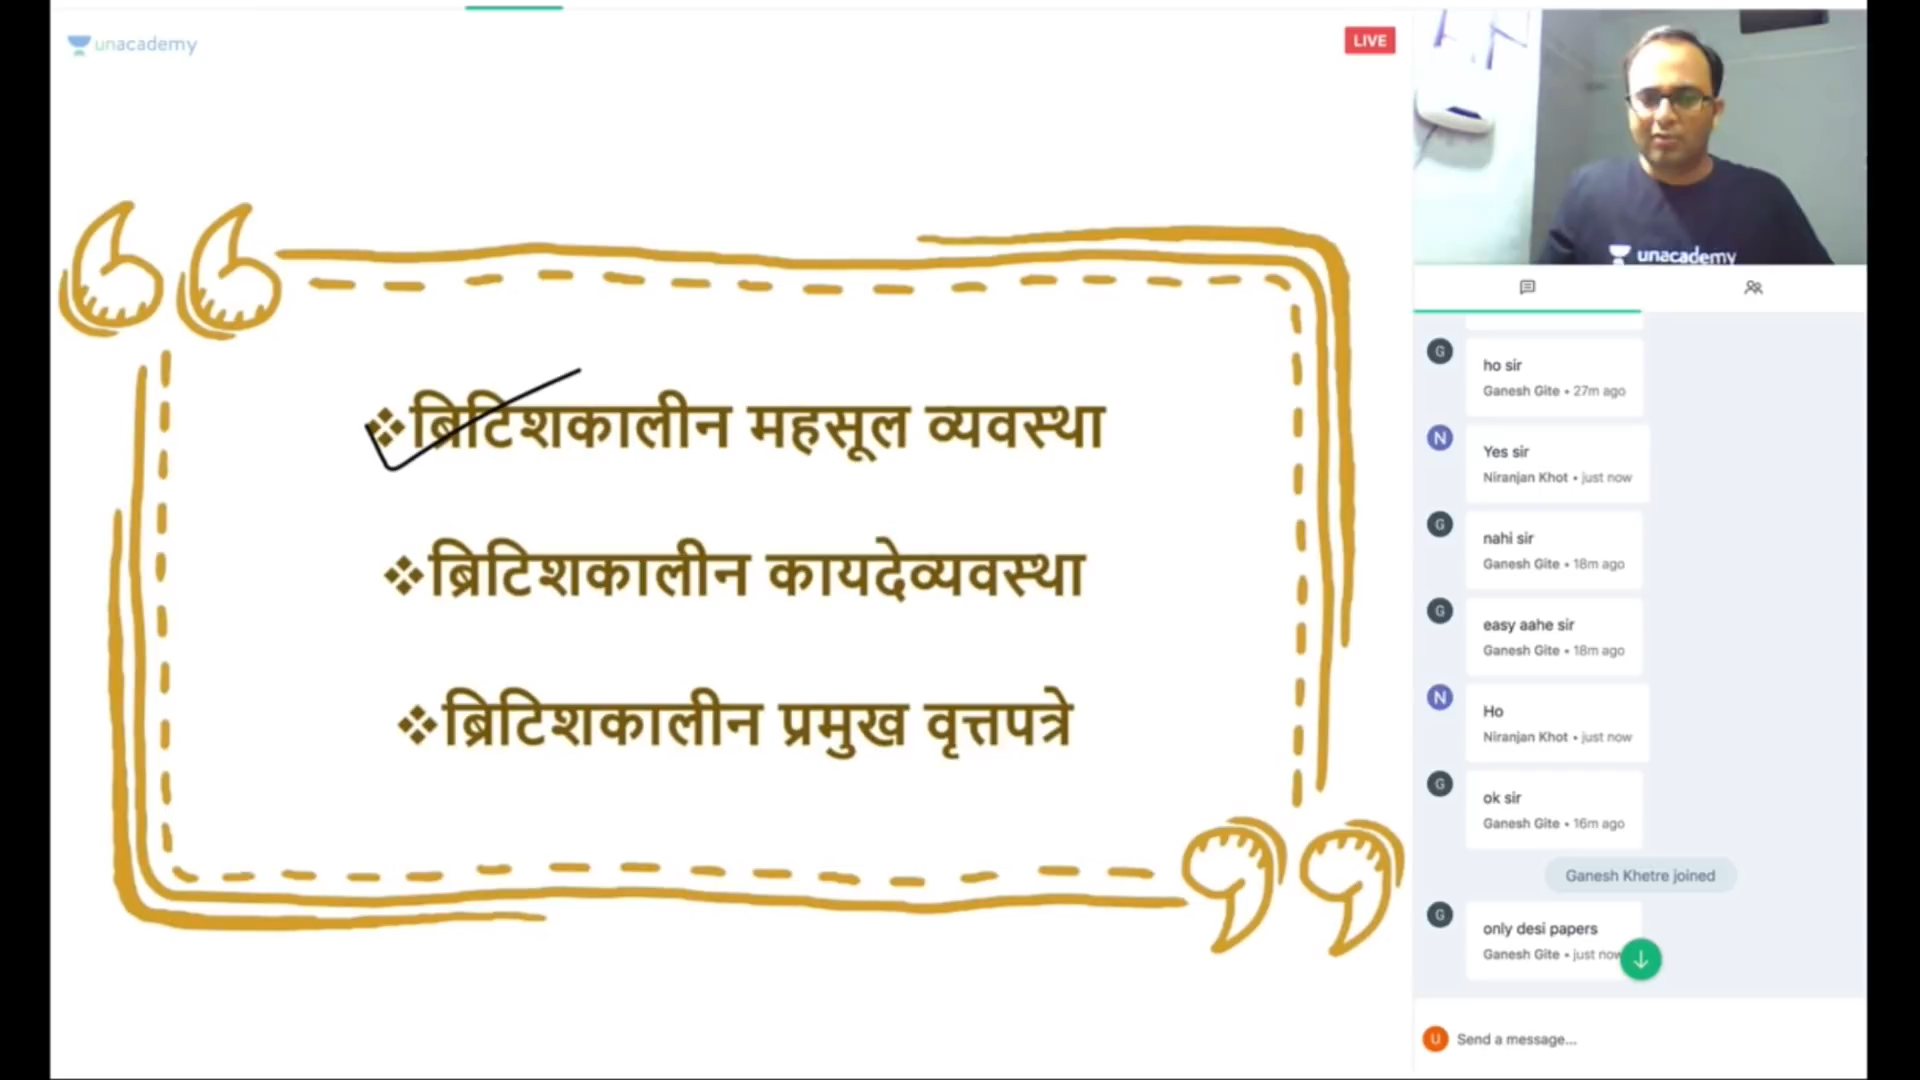 unacademy
LIVE
❖ब्रिटिशकालीन महसूल व्यवस्था
❖ब्रिटिशकालीन कायदेव्यवस्था
❖ब्रिटिशकालीन प्रमुख वृत्तपत्रे
unacademy
G
ho sir
Ganesh Gite • 27m ago
N
Yes sir
Niranjan Khot • just now
G
nahi sir
Ganesh Gite • 18m ago
G
easy aahe sir
Ganesh Gite • 18m ago
N
Ho
Niranjan Khot • just now
G
ok sir
Ganesh Gite • 16m ago
Ganesh Khetre joined
G
only desi papers
Ganesh Gite • just now
U
Send a message...